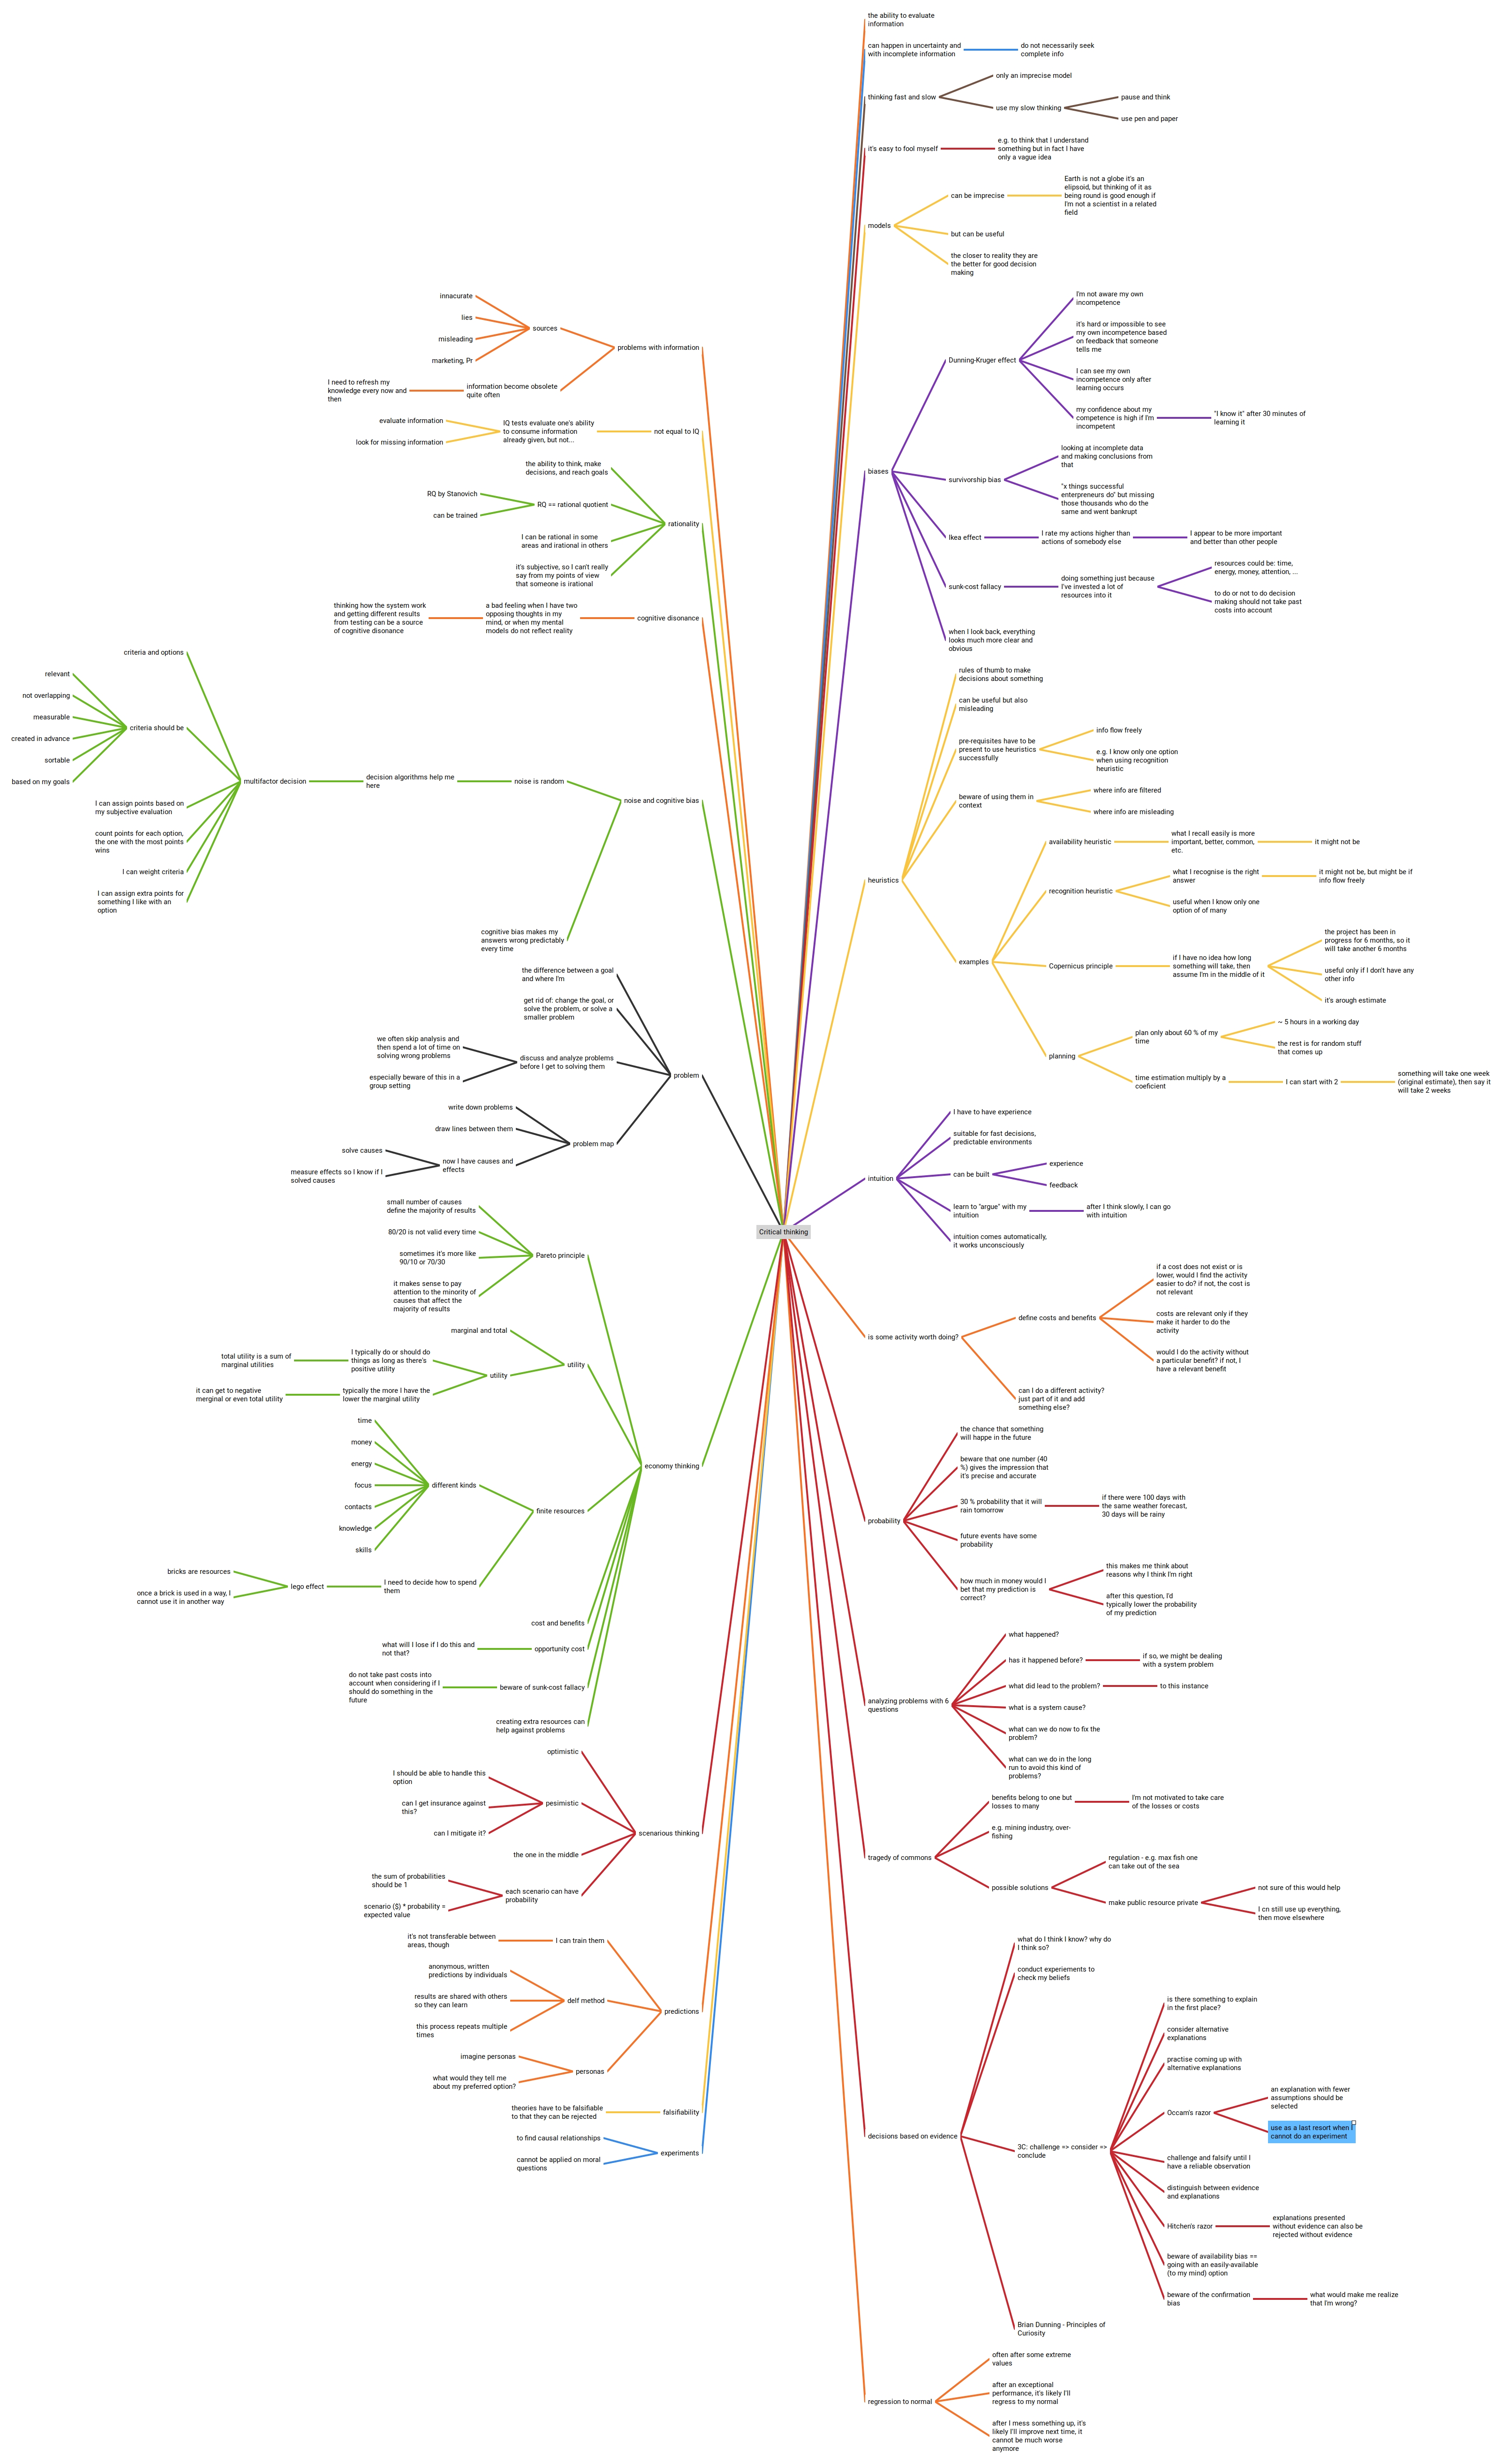 Critical thinking
the ability to evaluate
information
can happen in uncertainty and
with incomplete information
do not necessarily seek
complete info
thinking fast and slow
only an imprecise model
use my slow thinking
pause and think
use pen and paper
it's easy to fool myself
e.g. to think that I understand
something but in fact I have
only a vague idea
models
can be imprecise
Earth is not a globe it's an
elipsoid, but thinking of it as
being round is good enough if
I'm not a scientist in a related
field
but can be useful
the closer to reality they are
the better for good decision
making
biases
Dunning-Kruger effect
I'm not aware my own
incompetence
it's hard or impossible to see
my own incompetence based
on feedback that someone
tells me
I can see my own
incompetence only after
learning occurs
my confidence about my
competence is high if I'm
incompetent
"I know it" after 30 minutes of
learning it
survivorship bias
looking at incomplete data
and making conclusions from
that
"x things successful
enterpreneurs do" but missing
those thousands who do the
same and went bankrupt
Ikea effect
I rate my actions higher than
actions of somebody else
I appear to be more important
and better than other people
sunk-cost fallacy
doing something just because
I've invested a lot of
resources into it
resources could be: time,
energy, money, attention, ...
to do or not to do decision
making should not take past
costs into account
when I look back, everything
looks much more clear and
obvious
heuristics
rules of thumb to make
decisions about something
can be useful but also
misleading
pre-requisites have to be
present to use heuristics
successfully
info flow freely
e.g. I know only one option
when using recognition
heuristic
beware of using them in
context
where info are filtered
where info are misleading
examples
availability heuristic
what I recall easily is more
important, better, common,
etc.
it might not be
recognition heuristic
what I recognise is the right
answer
it might not be, but might be if
info flow freely
useful when I know only one
option of of many
Copernicus principle
if I have no idea how long
something will take, then
assume I'm in the middle of it
the project has been in
progress for 6 months, so it
will take another 6 months
useful only if I don't have any
other info
it's arough estimate
planning
plan only about 60 % of my
time
~ 5 hours in a working day
the rest is for random stuff
that comes up
time estimation multiply by a
coeficient
I can start with 2
something will take one week
(original estimate), then say it
will take 2 weeks
intuition
I have to have experience
suitable for fast decisions,
predictable environments
can be built
experience
feedback
learn to "argue" with my
intuition
after I think slowly, I can go
with intuition
intuition comes automatically,
it works unconsciously
is some activity worth doing?
define costs and benefits
if a cost does not exist or is
lower, would I find the activity
easier to do? if not, the cost is
not relevant
costs are relevant only if they
make it harder to do the
activity
would I do the activity without
a particular benefit? if not, I
have a relevant benefit
can I do a different activity?
just part of it and add
something else?
probability
the chance that something
will happe in the future
beware that one number (40
%) gives the impression that
it's precise and accurate
30 % probability that it will
rain tomorrow
if there were 100 days with
the same weather forecast,
30 days will be rainy
future events have some
probability
how much in money would I
bet that my prediction is
correct?
this makes me think about
reasons why I think I'm right
after this question, I'd
typically lower the probability
of my prediction
analyzing problems with 6
questions
what happened?
has it happened before?
if so, we might be dealing
with a system problem
what did lead to the problem?
to this instance
what is a system cause?
what can we do now to fix the
problem?
what can we do in the long
run to avoid this kind of
problems?
tragedy of commons
benefits belong to one but
losses to many
I'm not motivated to take care
of the losses or costs
e.g. mining industry, over-
fishing
possible solutions
regulation - e.g. max fish one
can take out of the sea
make public resource private
not sure of this would help
I cn still use up everything,
then move elsewhere
decisions based on evidence
what do I think I know? why do
I think so?
conduct experiements to
check my beliefs
3C: challenge => consider =>
conclude
is there something to explain
in the first place?
consider alternative
explanations
practise coming up with
alternative explanations
Occam's razor
an explanation with fewer
assumptions should be
selected
use as a last resort when I
cannot do an experiment
challenge and falsify until I
have a reliable observation
distinguish between evidence
and explanations
Hitchen's razor
explanations presented
without evidence can also be
rejected without evidence
beware of availability bias ==
going with an easily-available
(to my mind) option
beware of the confirmation
bias
what would make me realize
that I'm wrong?
Brian Dunning - Principles of
Curiosity
regression to normal
often after some extreme
values
after an exceptional
performance, it's likely I'll
regress to my normal
after I mess something up, it's
likely I'll improve next time, it
cannot be much worse
anymore
problems with information
sources
innacurate
lies
misleading
marketing, Pr
information become obsolete
quite often
I need to refresh my
knowledge every now and
then
not equal to IQ
IQ tests evaluate one's ability
to consume information
already given, but not...
evaluate information
look for missing information
rationality
the ability to think, make
decisions, and reach goals
RQ == rational quotient
RQ by Stanovich
can be trained
I can be rational in some
areas and irational in others
it's subjective, so I can't really
say from my points of view
that someone is irational
cognitive disonance
a bad feeling when I have two
opposing thoughts in my
mind, or when my mental
models do not reflect reality
thinking how the system work
and getting different results
from testing can be a source
of cognitive disonance
noise and cognitive bias
noise is random
decision algorithms help me
here
multifactor decision
criteria and options
criteria should be
relevant
not overlapping
measurable
created in advance
sortable
based on my goals
I can assign points based on
my subjective evaluation
count points for each option,
the one with the most points
wins
I can weight criteria
I can assign extra points for
something I like with an
option
cognitive bias makes my
answers wrong predictably
every time
problem
the difference between a goal
and where I'm
get rid of: change the goal, or
solve the problem, or solve a
smaller problem
discuss and analyze problems
before I get to solving them
we often skip analysis and
then spend a lot of time on
solving wrong problems
especially beware of this in a
group setting
problem map
write down problems
draw lines between them
now I have causes and
effects
solve causes
measure effects so I know if I
solved causes
economy thinking
Pareto principle
small number of causes
define the majority of results
80/20 is not valid every time
sometimes it's more like
90/10 or 70/30
it makes sense to pay
attention to the minority of
causes that affect the
majority of results
utility
marginal and total
utility
I typically do or should do
things as long as there's
positive utility
total utility is a sum of
marginal utilities
typically the more I have the
lower the marginal utility
it can get to negative
merginal or even total utility
finite resources
different kinds
time
money
energy
focus
contacts
knowledge
skills
I need to decide how to spend
them
lego effect
bricks are resources
once a brick is used in a way, I
cannot use it in another way
cost and benefits
opportunity cost
what will I lose if I do this and
not that?
beware of sunk-cost fallacy
do not take past costs into
account when considering if I
should do something in the
future
creating extra resources can
help against problems
scenarious thinking
optimistic
pesimistic
I should be able to handle this
option
can I get insurance against
this?
can I mitigate it?
the one in the middle
each scenario can have
probability
the sum of probabilities
should be 1
scenario ($) * probability =
expected value
predictions
I can train them
it's not transferable between
areas, though
delf method
anonymous, written
predictions by individuals
results are shared with others
so they can learn
this process repeats multiple
times
personas
imagine personas
what would they tell me
about my preferred option?
falsifiability
theories have to be falsifiable
to that they can be rejected
experiments
to find causal relationships
cannot be applied on moral
questions